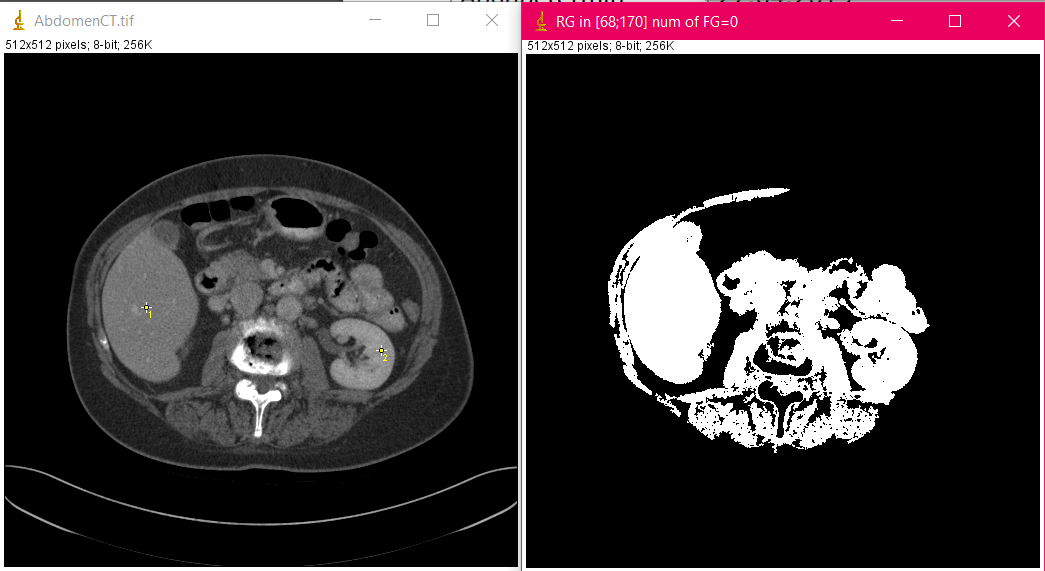 AbdomenCT.tif
512x512 pixels; 8-bit; 256K
1
2
RG in [68;170] num of FG=0
512x512 pixels; 8-bit; 256K